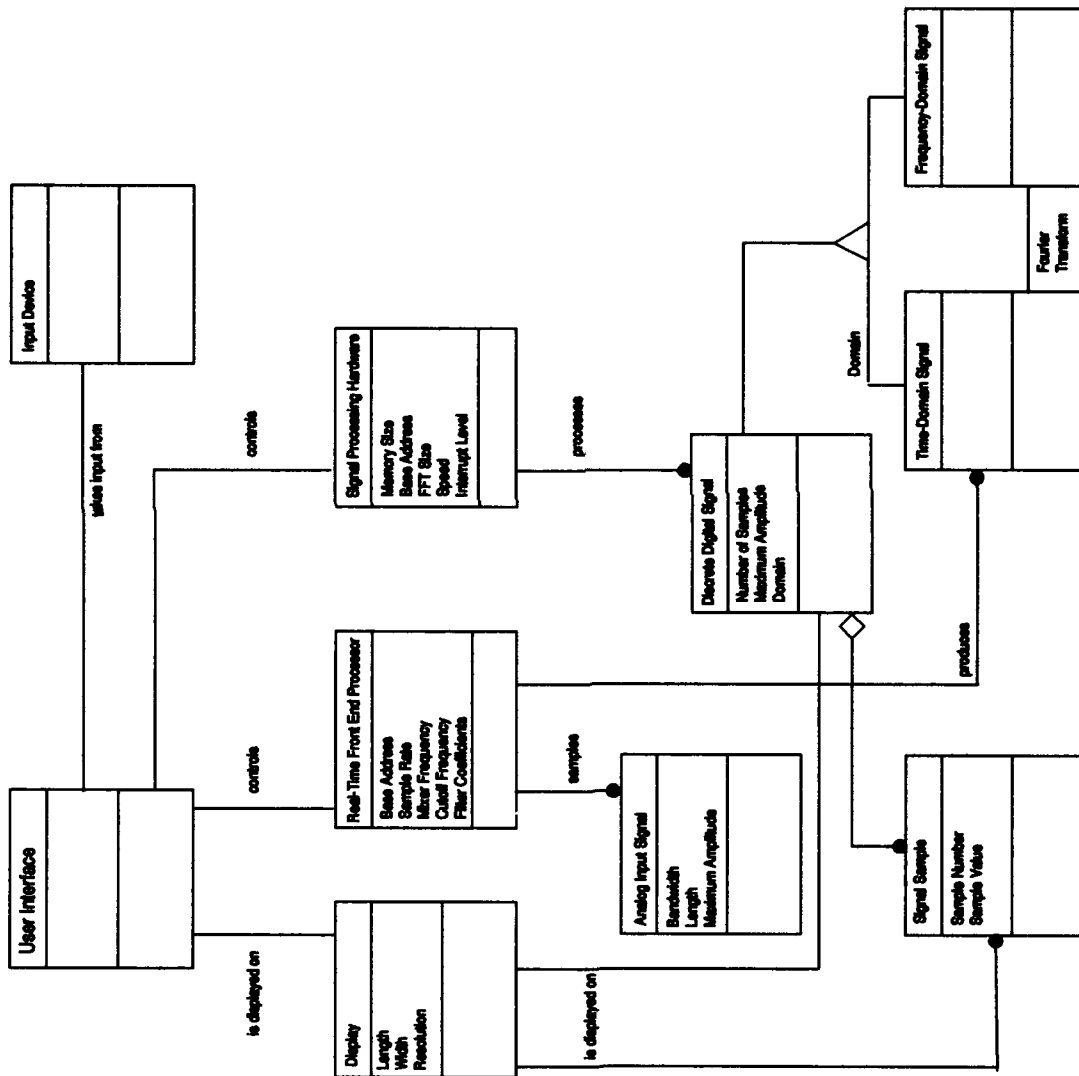 User Interface
Input Device
takes input from
is displayed on
controls
controls
Display
Length
Width
Resolution
Real-Time Front End Processor
Base Address
Sample Rate
Mixer Frequency
Cutoff Frequency
Filter Coefficients
Signal Processing Hardware
Memory Size
Base Address
FFT Size
Speed
Interrupt Level
is displayed on
samples
processes
Analog Input Signal
Bandwidth
Length
Maximum Amplitude
Discrete Digital Signal
Number of Samples
Maximum Amplitude
Domain
produces
Domain
Signal Sample
Sample Number
Sample Value
Time-Domain Signal
Frequency-Domain Signal
Fourier
Transform